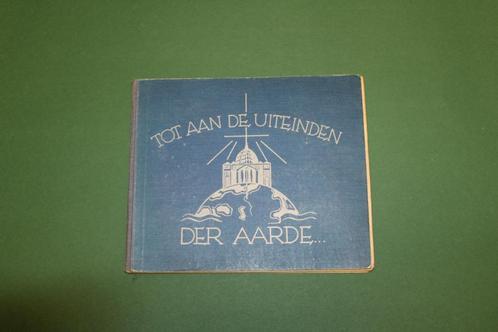 TOT AAN DE UITEINDEN
DER AARDE...